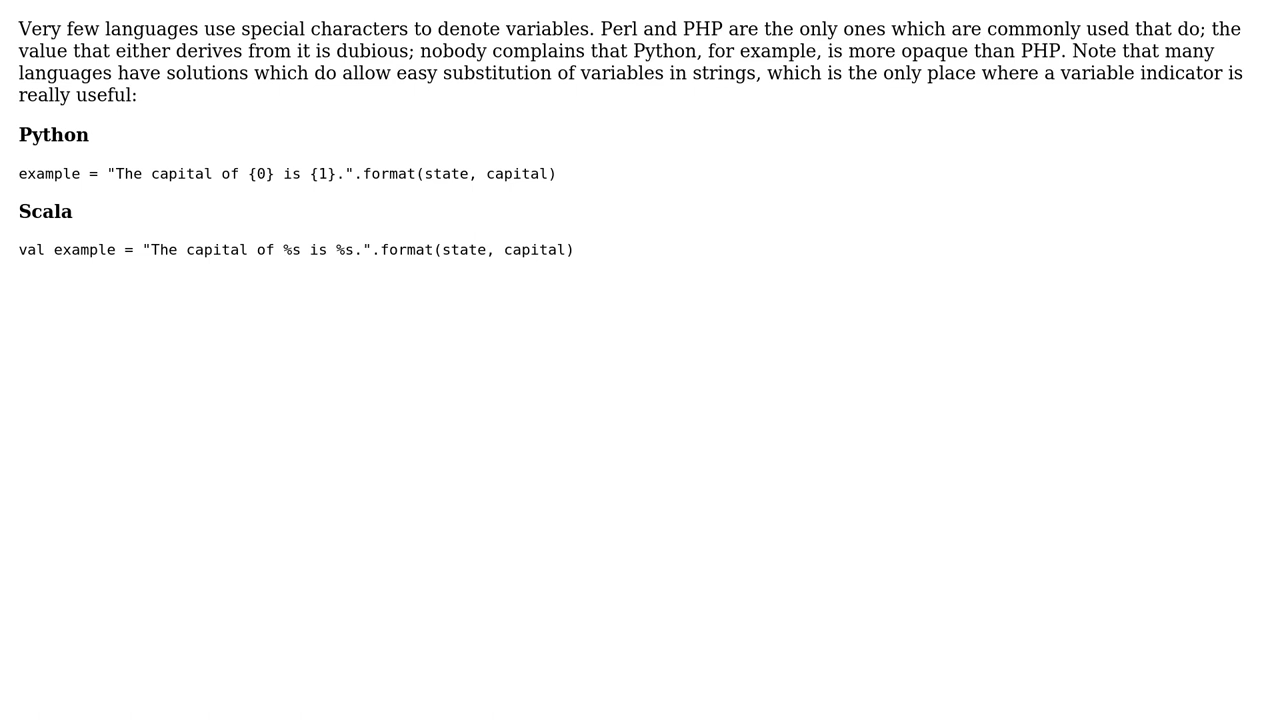 Very few languages use special characters to denote variables. Perl and PHP are the only ones which are commonly used that do; the
value that either derives from it is dubious; nobody complains that Python, for example, is more opaque than PHP. Note that many
languages have solutions which do allow easy substitution of variables in strings, which is the only place where a variable indicator is
really useful:
Python
example = "The capital of {0} is {1}.".format(state, capital)
Scala
val example = "The capital of %s is %s.".format(state, capital)